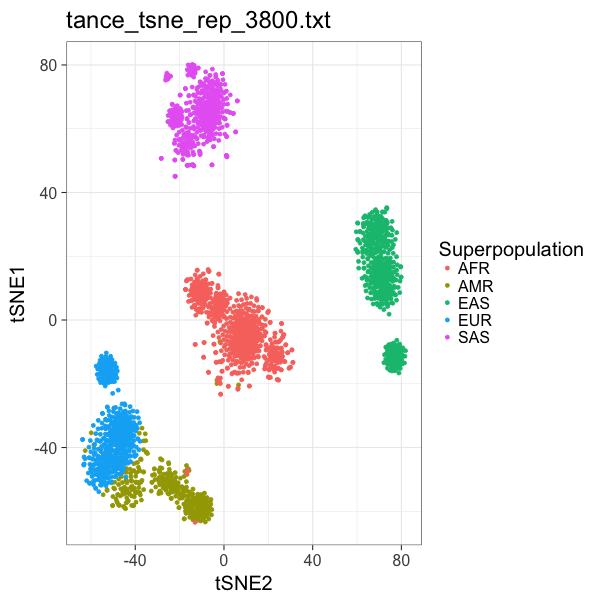 tance_tsne_rep_3800.txt
80
40
0
-40
-40
0
40
80
tSNE1
tSNE2
Superpopulation
AFR
AMR
EAS
EUR
SAS